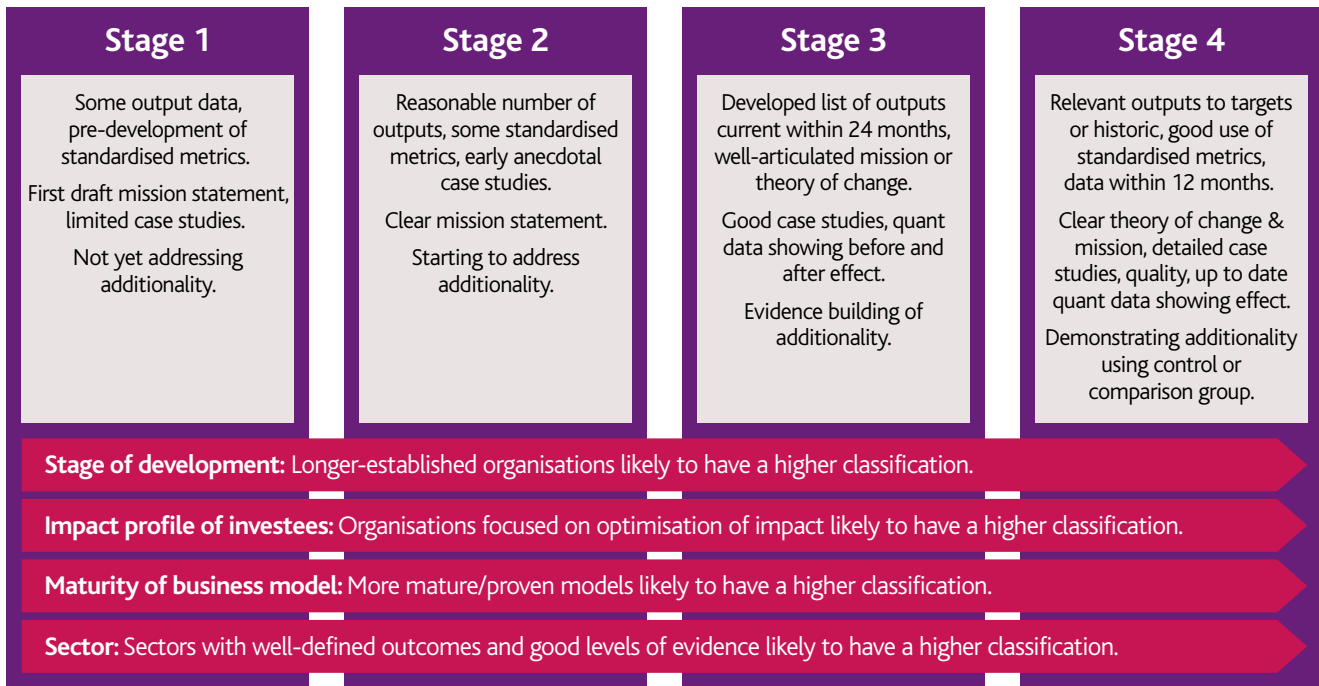 Stage 1
Some output data,
pre-development of
standardised metrics.
First draft mission statement,
limited case studies.
Not yet addressing
additionality.
Stage 2
Reasonable number of
outputs, some standardised
metrics, early anecdotal
case studies.
Clear mission statement.
Starting to address
additionality.
Stage 3
Developed list of outputs
current within 24 months,
well-articulated mission or
theory of change.
Good case studies, quant
data showing before and
after effect.
Evidence building of
additionality.
Stage 4
Relevant outputs to targets
or historic, good use of
standardised metrics,
data within 12 months.
Clear theory of change &
mission, detailed case
studies, quality, up to date
quant data showing effect.
Demonstrating additionality
using control or
comparison group.
Stage of development: Longer-established organisations likely to have a higher classification.
Impact profile of investees: Organisations focused on optimisation of impact likely to have a higher classification.
Maturity of business model: More mature/proven models likely to have a higher classification.
Sector: Sectors with well-defined outcomes and good levels of evidence likely to have a higher classification.